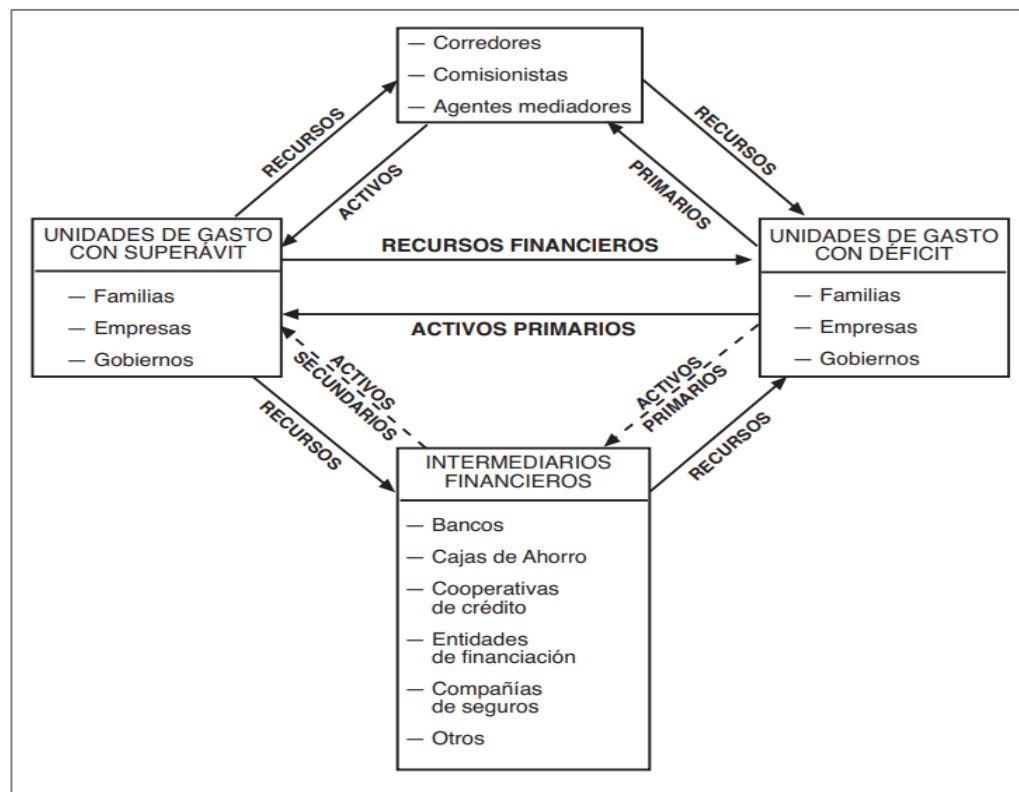 — Corredores
— Comisionistas
— Agentes mediadores
RECURSOS
ACTIVOS
PRIMARIOS
RECURSOS
UNIDADES DE GASTO
CON SUPERÁVIT
— Familias
— Empresas
— Gobiernos
RECURSOS FINANCIEROS
ACTIVOS PRIMARIOS
UNIDADES DE GASTO
CON DÉFICIT
— Familias
— Empresas
— Gobiernos
RECURSOS
ACTIVOS
SECUNDARIOS
ACTIVOS
PRIMARIOS
RECURSOS
INTERMEDIARIOS
FINANCIEROS
— Bancos
— Cajas de Ahorro
— Cooperativas
de crédito
— Entidades
de financiación
— Compañías
de seguros
— Otros